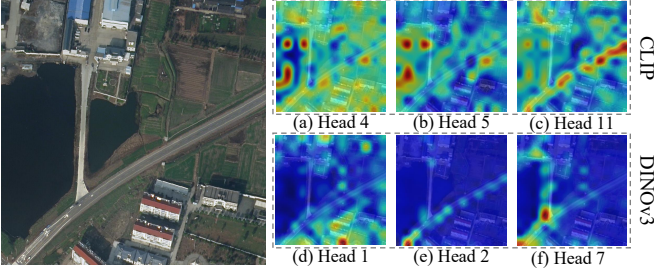 (a) Head 4 (b) Head 5 (c) Head 11
CLIP
(d) Head 1 (e) Head 2 (f) Head 7
DINOv3